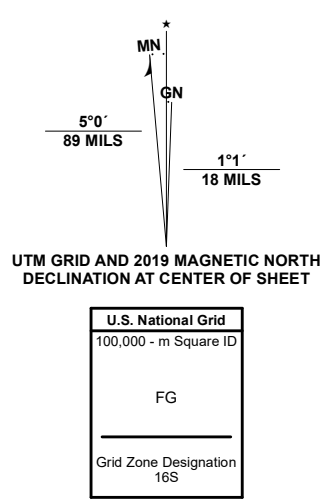 ★
MN
GN
5°0´
89 MILS
1°1´
18 MILS
UTM GRID AND 2019 MAGNETIC NORTH
DECLINATION AT CENTER OF SHEET
U.S. National Grid
100,000 - m Square ID
FG
Grid Zone Designation
16S